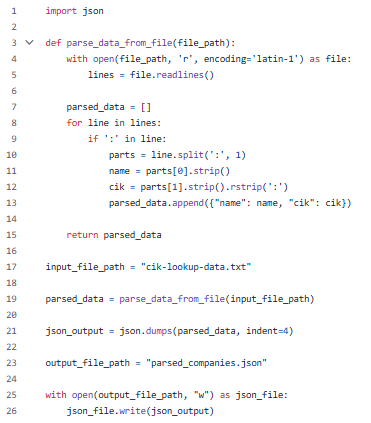 1 import json
2
3 def parse_data_from_file(file_path):
4     with open(file_path, 'r', encoding='latin-1') as file:
5         lines = file.readlines()
6
7     parsed_data = []
8     for line in lines:
9         if ':' in line:
10             parts = line.split(':', 1)
11             name = parts[0].strip()
12             cik = parts[1].strip().rstrip(':')
13             parsed_data.append({"name": name, "cik": cik})
14
15     return parsed_data
16
17 input_file_path = "cik-lookup-data.txt"
18
19 parsed_data = parse_data_from_file(input_file_path)
20
21 json_output = json.dumps(parsed_data, indent=4)
22
23 output_file_path = "parsed_companies.json"
24
25 with open(output_file_path, "w") as json_file:
26     json_file.write(json_output)